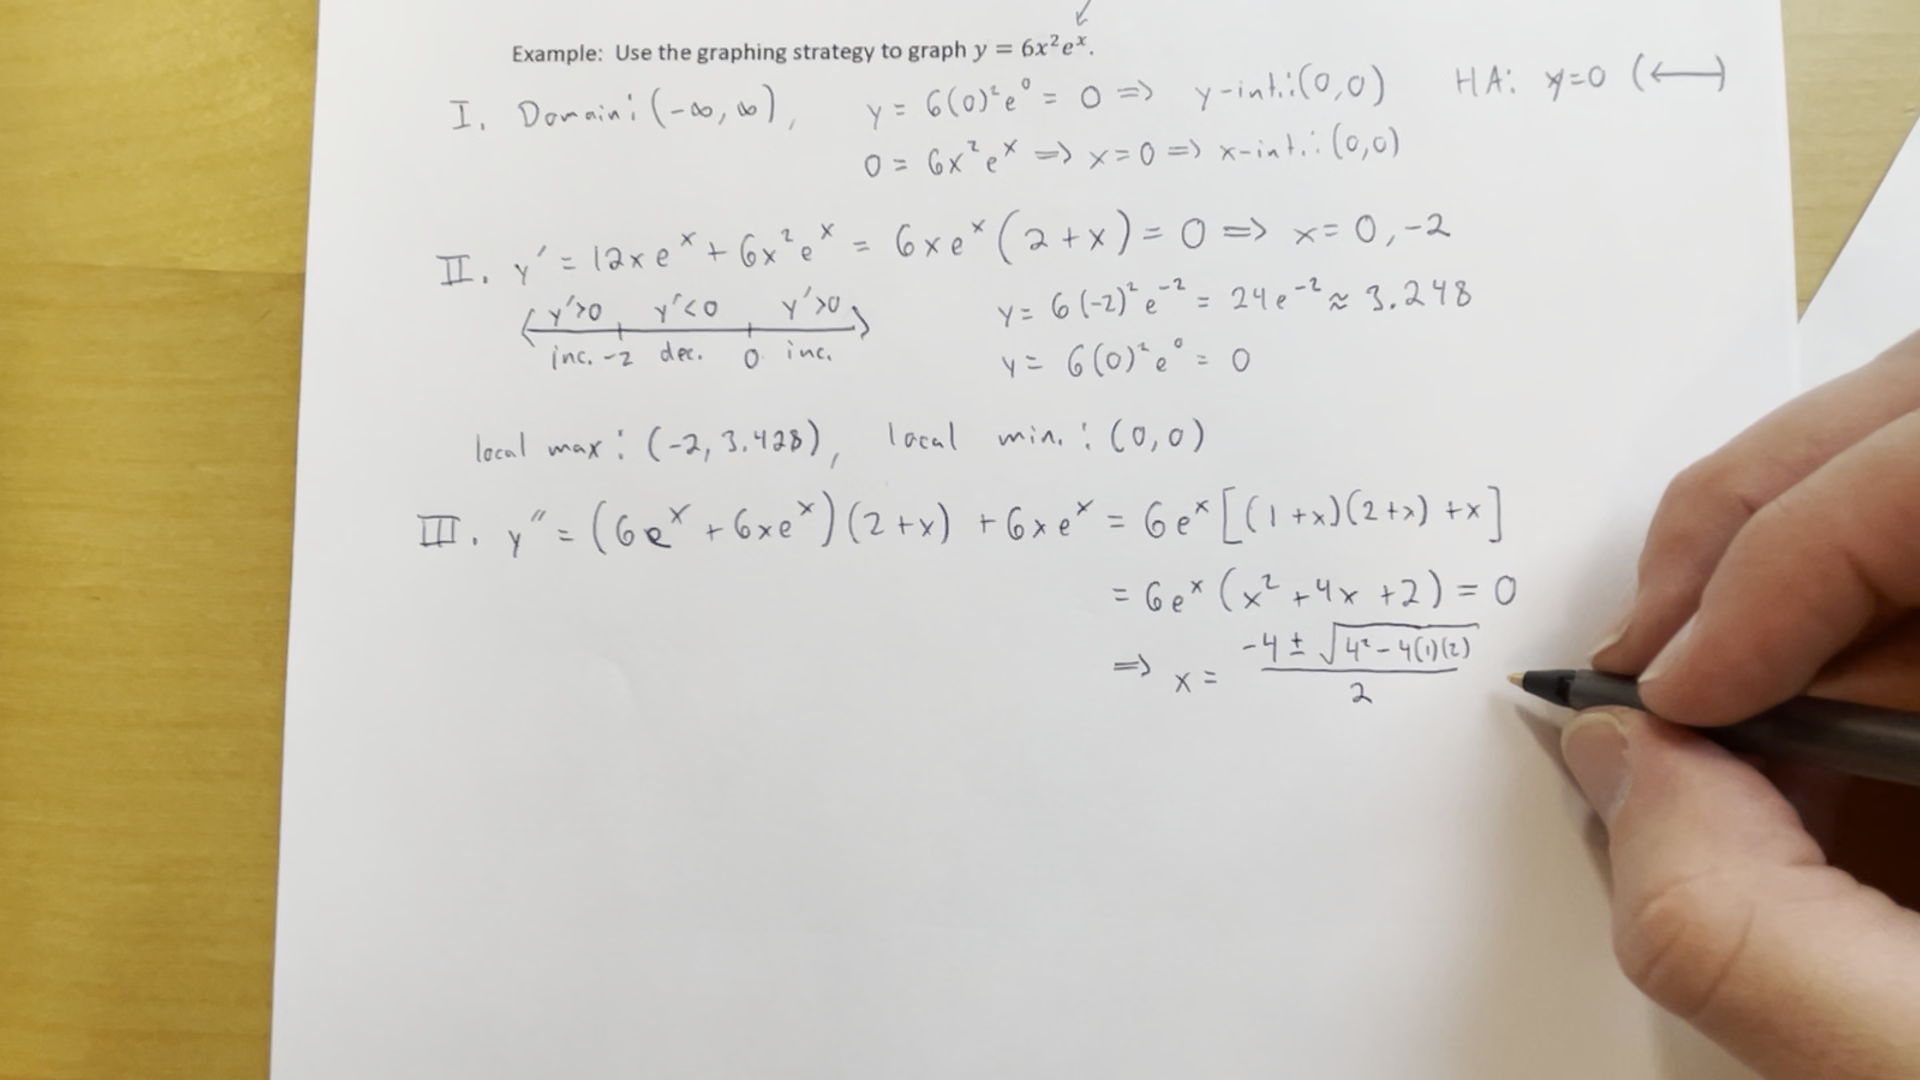 Example: Use the graphing strategy to graph y = 6x²eˣ.
I. Domain: (-∞, ∞), y = 6(0)²e⁰ = 0 => y-int.: (0,0) HA: y=0 (←)
0 = 6x²eˣ => x=0 => x-int.: (0,0)
II. y' = 12xeˣ + 6x²eˣ = 6xeˣ(2+x) = 0 => x = 0, -2
y'>0 y'<0 y'>0
inc. -2 dec. 0 inc.
y = 6(-2)²e⁻² = 24e⁻² ≈ 3.248
y = 6(0)²e⁰ = 0
local max: (-2, 3.428), local min.: (0,0)
III. y'' = (6eˣ + 6xeˣ)(2+x) + 6xeˣ = 6eˣ[(1+x)(2+x) +x]
= 6eˣ(x² + 4x + 2) = 0
=> x = (-4 ± √(4² - 4(1)(2)))/2